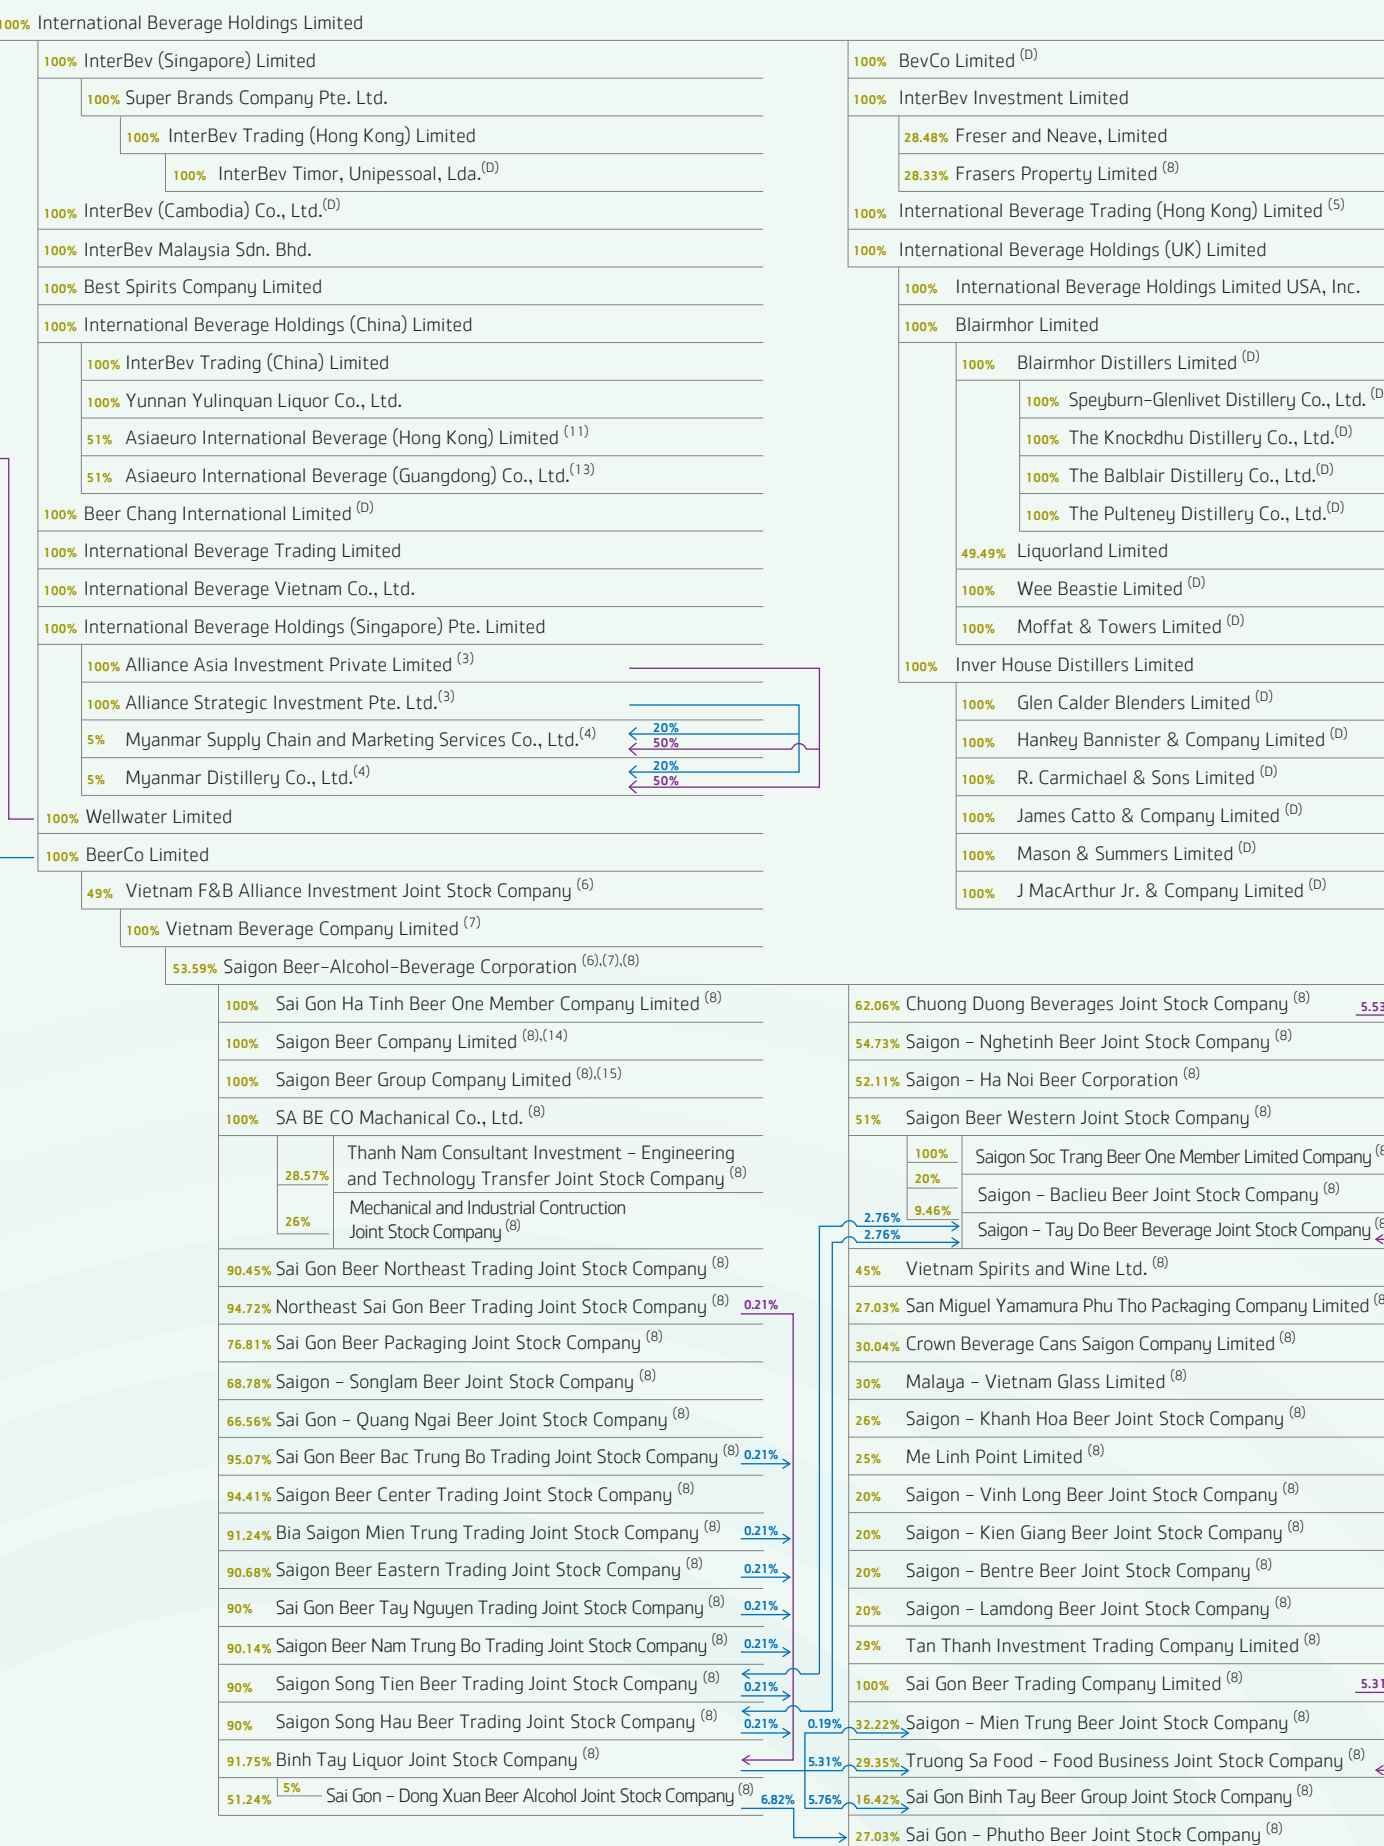 100% International Beverage Holdings Limited
100% InterBev (Singapore) Limited
100% Super Brands Company Pte. Ltd.
100% InterBev Trading (Hong Kong) Limited
100% InterBev Timor, Unipessoal, Lda.(D)
100% InterBev (Cambodia) Co., Ltd.(D)
100% InterBev Malaysia Sdn. Bhd.
100% Best Spirits Company Limited
100% International Beverage Holdings (China) Limited
100% InterBev Trading (China) Limited
100% Yunnan Yulinquan Liquor Co., Ltd.
51% Asiaeuro International Beverage (Hong Kong) Limited (11)
51% Asiaeuro International Beverage (Guangdong) Co., Ltd.(13)
100% Beer Chang International Limited (D)
100% International Beverage Trading Limited
100% International Beverage Vietnam Co., Ltd.
100% International Beverage Holdings (Singapore) Pte. Limited
100% Alliance Asia Investment Private Limited (3)
100% Alliance Strategic Investment Pte. Ltd.(3)
5% Myanmar Supply Chain and Marketing Services Co., Ltd.(4)
20%
50%
5% Myanmar Distillery Co., Ltd.(4)
20%
50%
100% Wellwater Limited
100% BeerCo Limited
49% Vietnam F&B Alliance Investment Joint Stock Company (6)
100% Vietnam Beverage Company Limited (7)
53.59% Saigon Beer-Alcohol-Beverage Corporation (6),(7),(8)
100% BevCo Limited (D)
100% InterBev Investment Limited
28.48% Freser and Neave, Limited
28.33% Frasers Property Limited (8)
100% International Beverage Trading (Hong Kong) Limited (5)
100% International Beverage Holdings (UK) Limited
100% International Beverage Holdings Limited USA, Inc.
100% Blairmhor Limited
100% Blairmhor Distillers Limited (D)
100% Speyburn-Glenlivet Distillery Co., Ltd. (D
100% The Knockdhu Distillery Co., Ltd.(D)
100% The Balblair Distillery Co., Ltd.(D)
100% The Pulteney Distillery Co., Ltd.(D)
49.49% Liquorland Limited
100% Wee Beastie Limited (D)
100% Moffat & Towers Limited (D)
100% Inver House Distillers Limited
100% Glen Calder Blenders Limited (D)
100% Hankey Bannister & Company Limited (D)
100% R. Carmichael & Sons Limited (D)
100% James Catto & Company Limited (D)
100% Mason & Summers Limited (D)
100% J MacArthur Jr. & Company Limited (D)
100% Sai Gon Ha Tinh Beer One Member Company Limited (8)
100% Saigon Beer Company Limited (8),(14)
100% Saigon Beer Group Company Limited (8),(15)
100% SA BE CO Machanical Co., Ltd. (8)
Thanh Nam Consultant Investment – Engineering
28.57% and Technology Transfer Joint Stock Company (8)
Mechanical and Industrial Contruction
26% Joint Stock Company (8)
90.45% Sai Gon Beer Northeast Trading Joint Stock Company (8)
94.72% Northeast Sai Gon Beer Trading Joint Stock Company (8) 0.21%
76.81% Sai Gon Beer Packaging Joint Stock Company (8)
68.78% Saigon – Songlam Beer Joint Stock Company (8)
66.56% Sai Gon – Quang Ngai Beer Joint Stock Company (8)
95.07% Sai Gon Beer Bac Trung Bo Trading Joint Stock Company (8) 0.21%
94.41% Saigon Beer Center Trading Joint Stock Company (8)
91.24% Bia Saigon Mien Trung Trading Joint Stock Company (8) 0.21%
90.68% Saigon Beer Eastern Trading Joint Stock Company (8) 0.21%
90% Sai Gon Beer Tay Nguyen Trading Joint Stock Company (8) 0.21%
90.14% Saigon Beer Nam Trung Bo Trading Joint Stock Company (8) 0.21%
90% Saigon Song Tien Beer Trading Joint Stock Company (8) 0.21%
90% Saigon Song Hau Beer Trading Joint Stock Company (8) 0.21%
91.75% Binh Tay Liquor Joint Stock Company (8)
51.24% 5% Sai Gon – Dong Xuan Beer Alcohol Joint Stock Company (8) 6.82%
62.06% Chuong Duong Beverages Joint Stock Company (8) 5.53
54.73% Saigon – Nghetinh Beer Joint Stock Company (8)
52.11% Saigon – Ha Noi Beer Corporation (8)
51% Saigon Beer Western Joint Stock Company (8)
100% Saigon Soc Trang Beer One Member Limited Company (8
20% Saigon – Baclieu Beer Joint Stock Company (8)
9.46% Saigon – Tay Do Beer Beverage Joint Stock Company (8
2.76%
2.76%
45% Vietnam Spirits and Wine Ltd. (8)
27.03% San Miguel Yamamura Phu Tho Packaging Company Limited (8
30.04% Crown Beverage Cans Saigon Company Limited (8)
30% Malaya – Vietnam Glass Limited (8)
26% Saigon – Khanh Hoa Beer Joint Stock Company (8)
25% Me Linh Point Limited (8)
20% Saigon – Vinh Long Beer Joint Stock Company (8)
20% Saigon – Kien Giang Beer Joint Stock Company (8)
20% Saigon – Bentre Beer Joint Stock Company (8)
20% Saigon – Lamdong Beer Joint Stock Company (8)
29% Tan Thanh Investment Trading Company Limited (8)
100% Sai Gon Beer Trading Company Limited (8) 5.31
0.19% 32.22% Saigon – Mien Trung Beer Joint Stock Company (8)
5.31% 29.35% Truong Sa Food – Food Business Joint Stock Company (8)
5.76% 16.42% Sai Gon Binh Tay Beer Group Joint Stock Company (8)
27.03% Sai Gon – Phutho Beer Joint Stock Company (8)